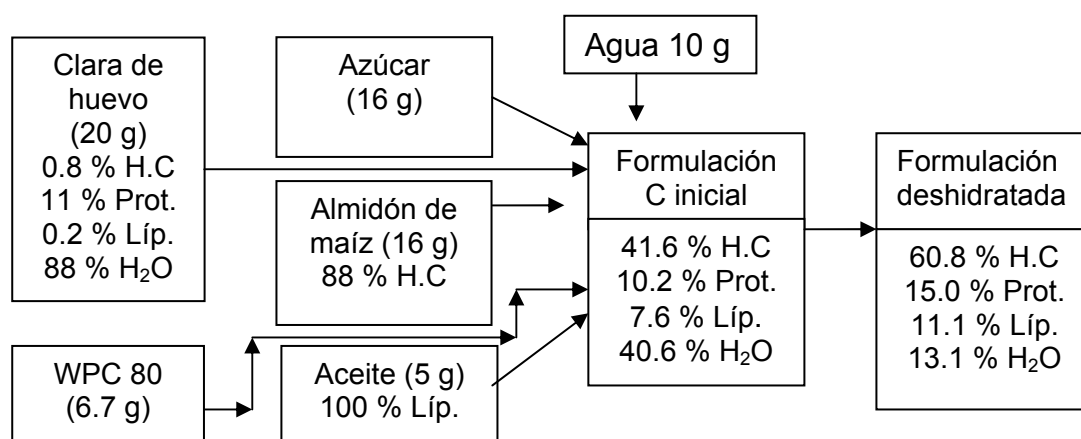 Clara de
huevo
(20 g)
0.8 % H.C
11 % Prot.
0.2 % Líp.
88 % H₂O
WPC 80
(6.7 g)
Azúcar
(16 g)
Almidón de
maíz (16 g)
88 % H.C
Aceite (5 g)
100 % Líp.
Agua 10 g
Formulación
C inicial
41.6 % H.C
10.2 % Prot.
7.6 % Líp.
40.6 % H₂O
Formulación
deshidratada
60.8 % H.C
15.0 % Prot.
11.1 % Líp.
13.1 % H₂O